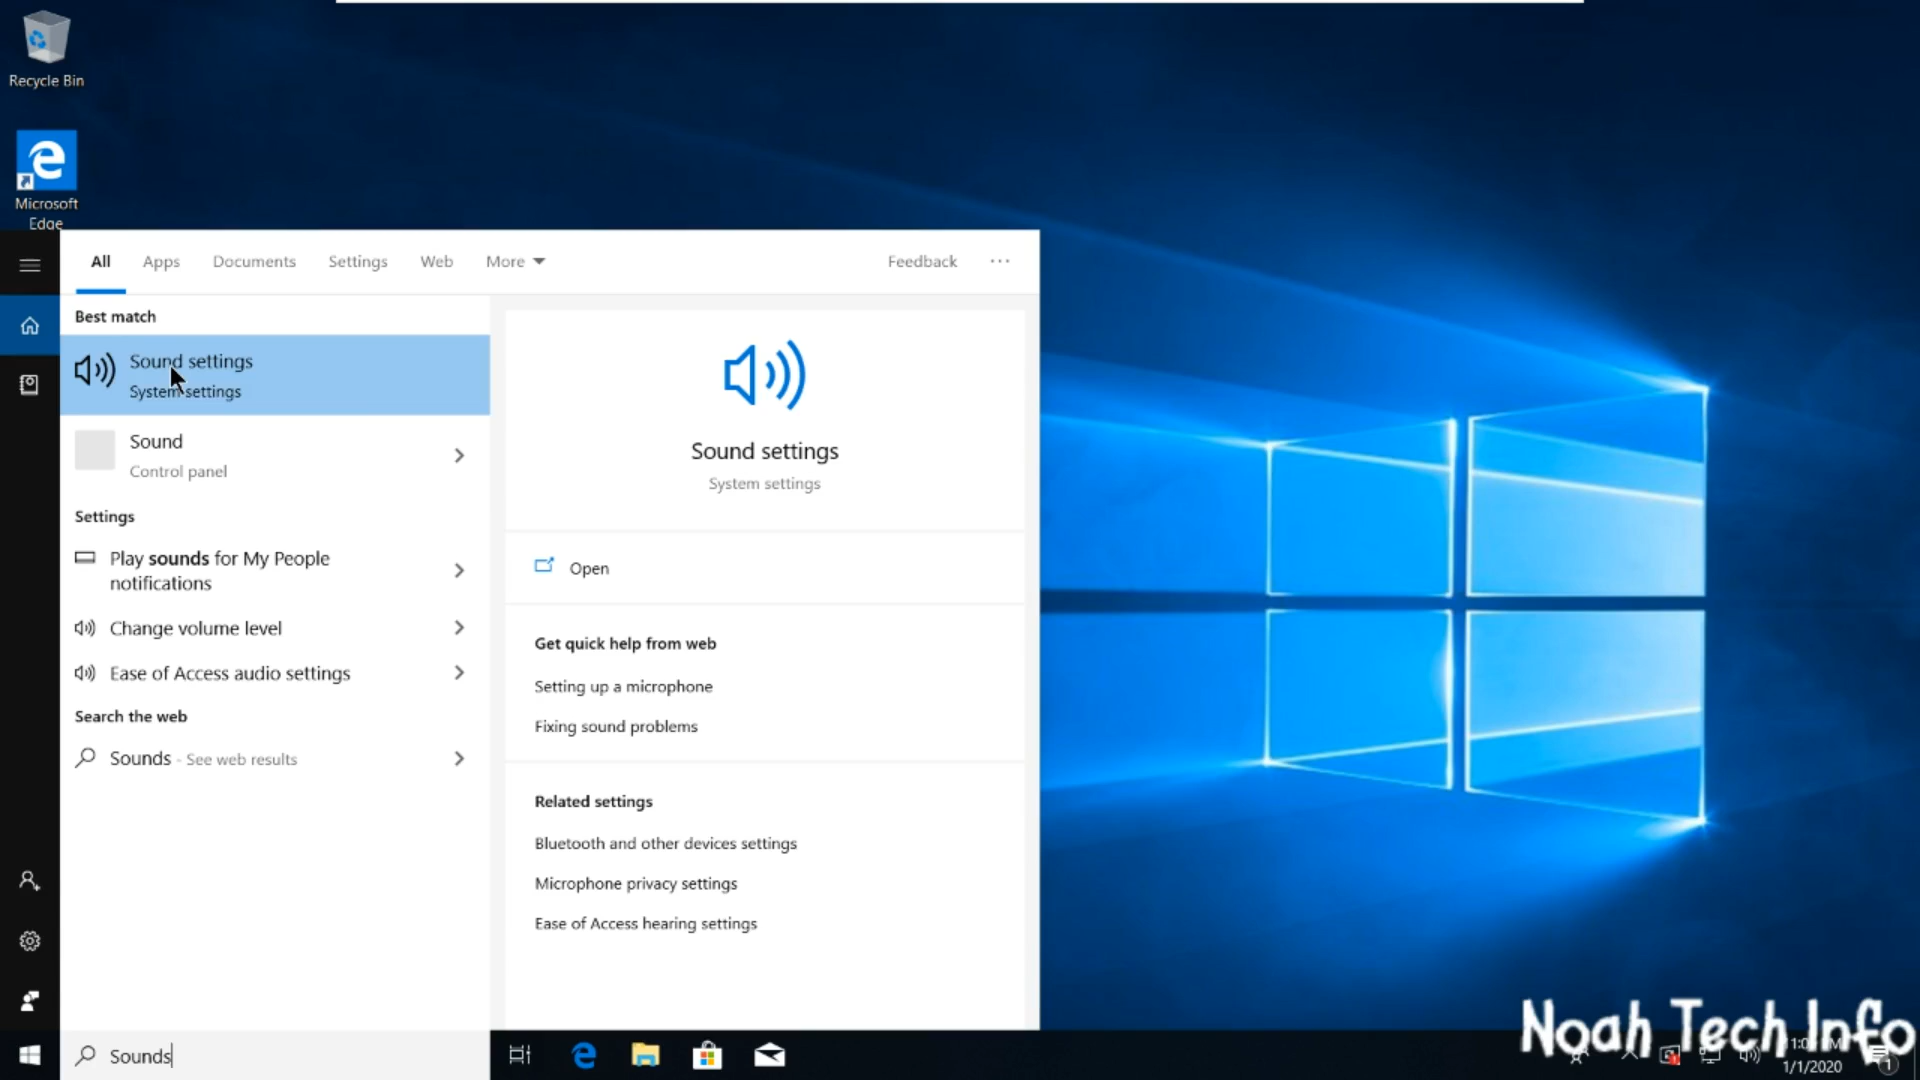 Recycle Bin
Microsoft
Edge
All Apps Documents Settings Web More Feedback
Best match
Sound settings
System settings
Sound
Control panel
Settings
Play sounds for My People
notifications
Change volume level
Ease of Access audio settings
Search the web
Sounds - See web results
Sounds
Sound settings
System settings
Open
Get quick help from web
Setting up a microphone
Fixing sound problems
Related settings
Bluetooth and other devices settings
Microphone privacy settings
Ease of Access hearing settings
Noah Tech Info
1/1/2020
1